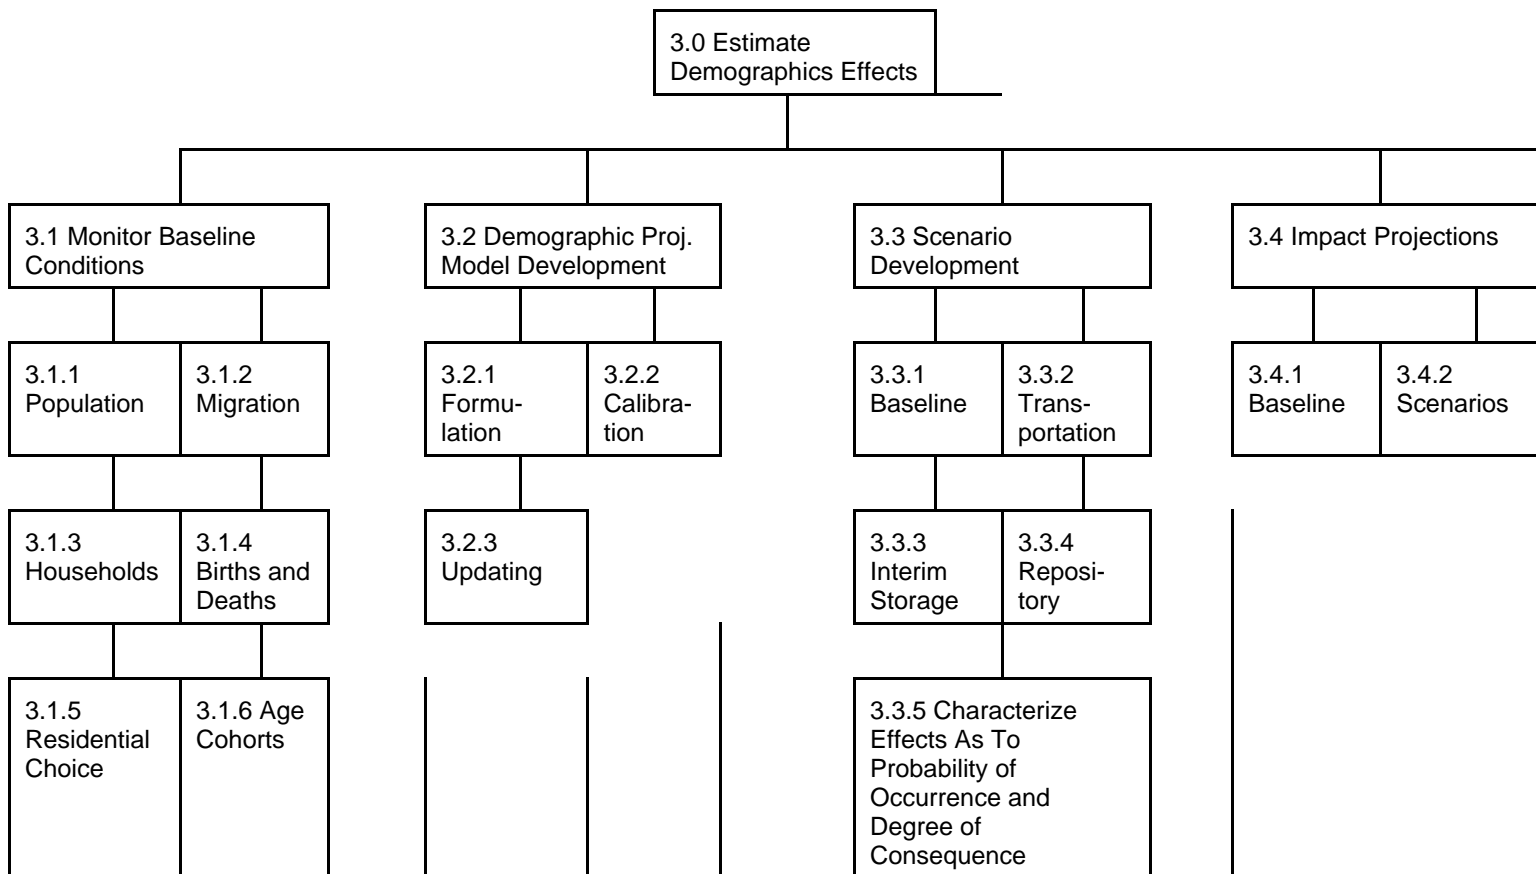 3.0 Estimate
Demographics Effects
3.1 Monitor Baseline
Conditions
3.2 Demographic Proj.
Model Development
3.3 Scenario
Development
3.4 Impact Projections
3.1.1
Population
3.1.2
Migration
3.2.1
Formu-
lation
3.2.2
Calibra-
tion
3.3.1
Baseline
3.3.2
Trans-
portation
3.4.1
Baseline
3.4.2
Scenarios
3.1.3
Households
3.1.4
Births and
Deaths
3.2.3
Updating
3.3.3
Interim
Storage
3.3.4
Reposi-
tory
3.1.5
Residential
Choice
3.1.6 Age
Cohorts
3.3.5 Characterize
Effects As To
Probability of
Occurrence and
Degree of
Consequence